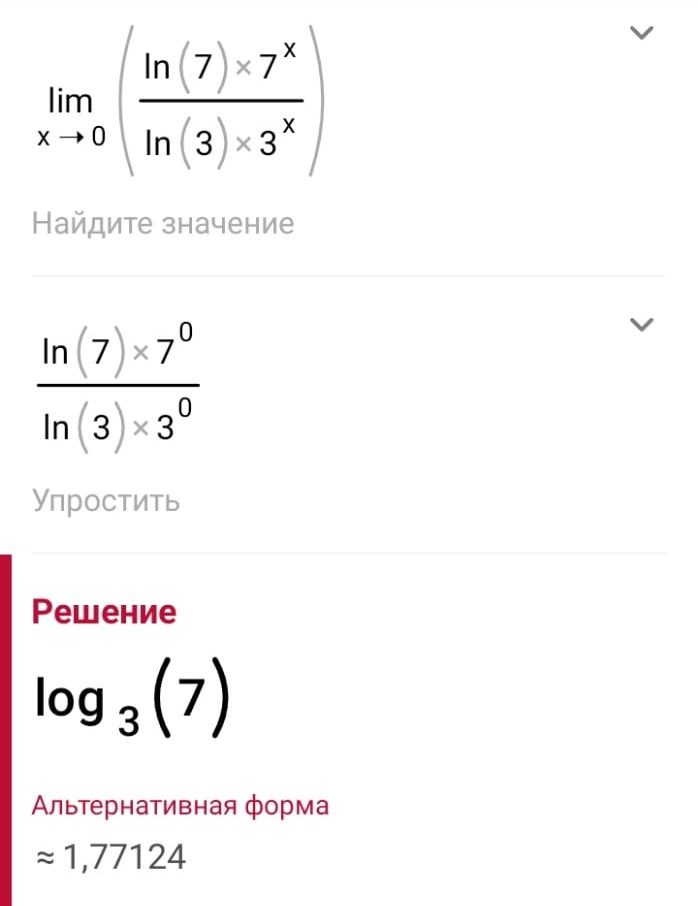 lim x → 0 ( ln(7)×7^x / ln(3)×3^x )
Найдите значение
ln(7)×7^0 / ln(3)×3^0
Упростить
Решение
log_3(7)
Альтернативная форма
≈ 1,77124